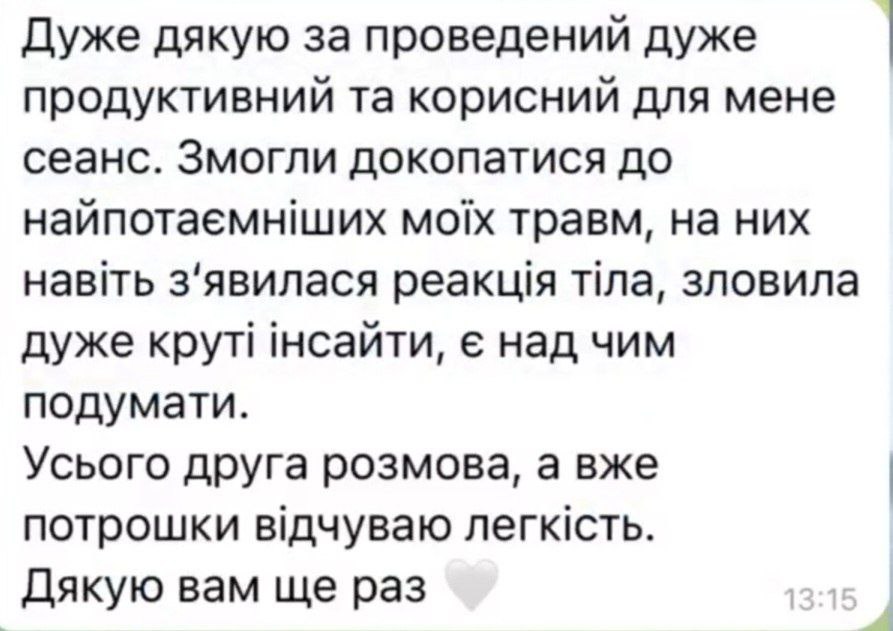 Дуже дякую за проведений дуже
продуктивний та корисний для мене
сеанс. Змогли докопатися до
найпотаємніших моїх травм, на них
навіть з'явилася реакція тіла, зловила
дуже круті інсайти, є над чим
подумати.
Усього друга розмова, а вже
потрошки відчуваю легкість.
Дякую вам ще раз 🤍
13:15